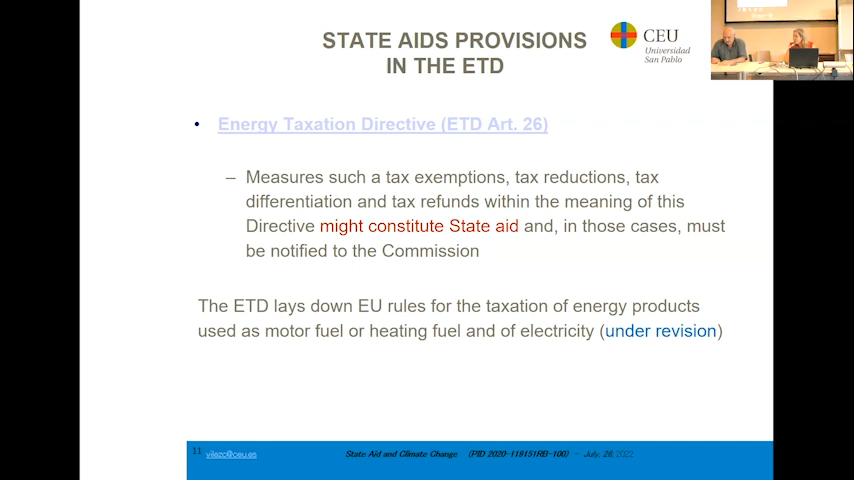 STATE AIDS PROVISIONS
IN THE ETD
CEU
Universidad
San Pablo
• Energy Taxation Directive (ETD Art. 26)
– Measures such a tax exemptions, tax reductions, tax
differentiation and tax refunds within the meaning of this
Directive might constitute State aid and, in those cases, must
be notified to the Commission
The ETD lays down EU rules for the taxation of energy products
used as motor fuel or heating fuel and of electricity (under revision)
11 vilezc@ceu.es State Aid and Climate Change (PID 2020-119151RB-100) - July, 26, 2022